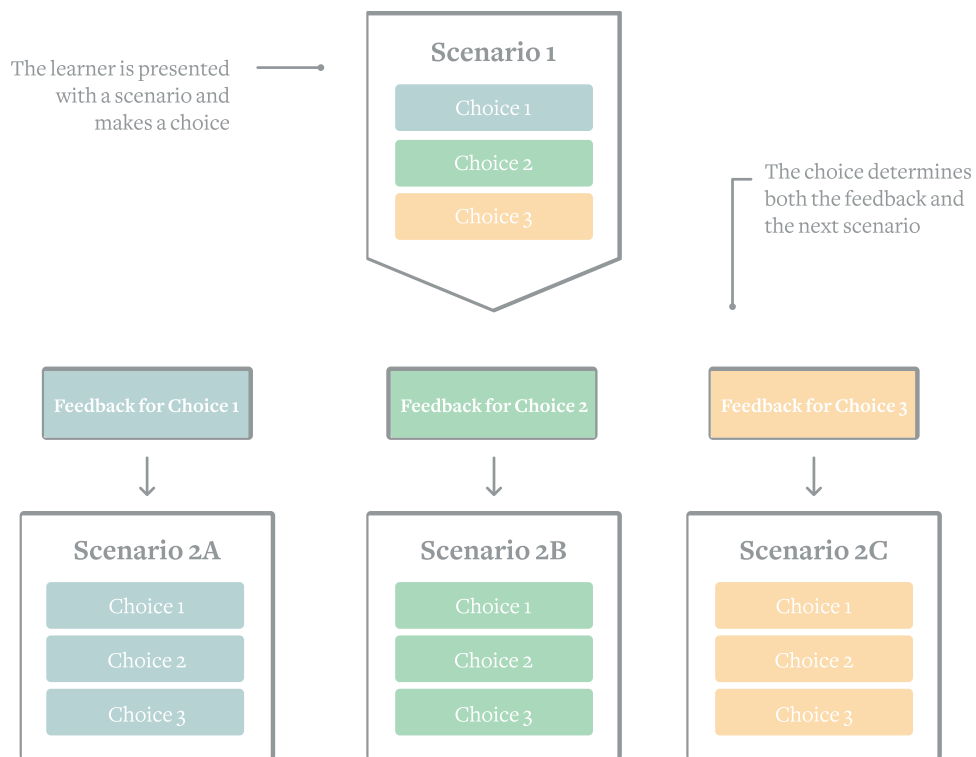 Scenario 1
The learner is presented
with a scenario and
makes a choice
Choice 1
Choice 2
Choice 3
The choice determines
both the feedback and
the next scenario
Feedback for Choice 1
Feedback for Choice 2
Feedback for Choice 3
Scenario 2A
Choice 1
Choice 2
Choice 3
Scenario 2B
Choice 1
Choice 2
Choice 3
Scenario 2C
Choice 1
Choice 2
Choice 3